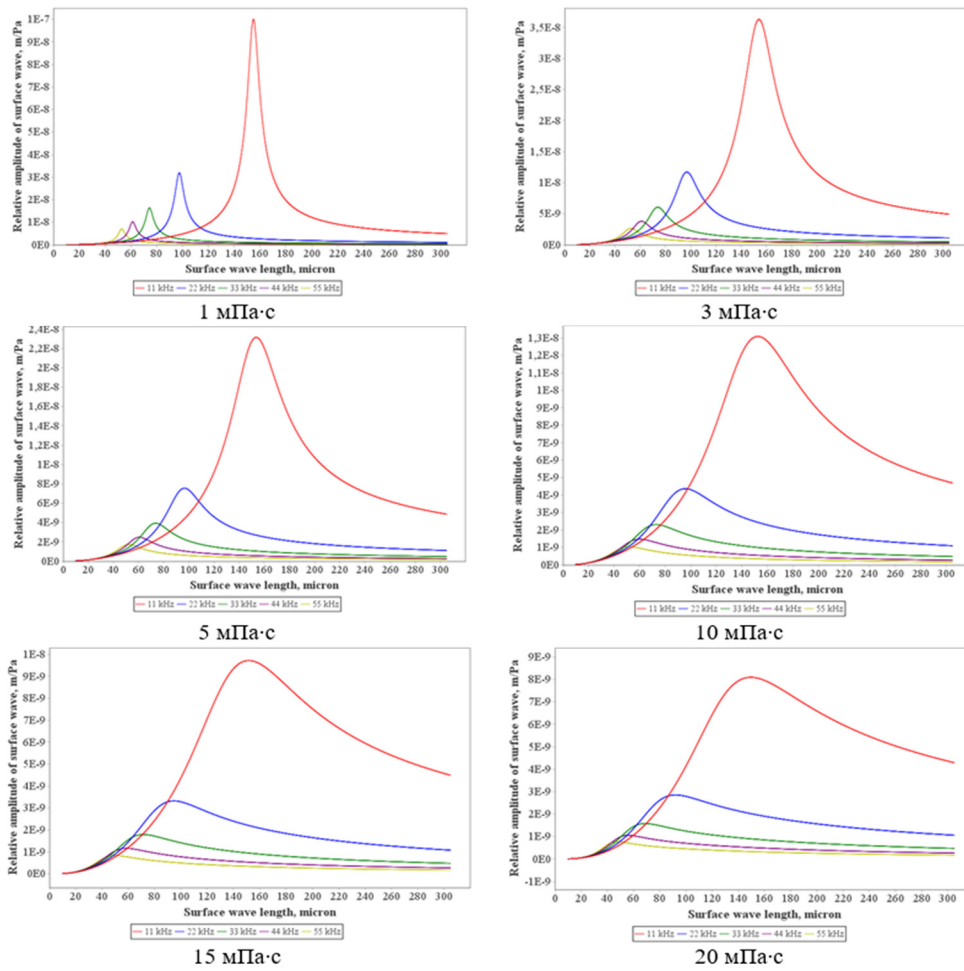 Relative amplitude of surface wave, m/Pa
1E-7
9E-8
8E-8
7E-8
6E-8
5E-8
4E-8
3E-8
2E-8
1E-8
0E0
0 20 40 60 80 100 120 140 160 180 200 220 240 260 280 300
Surface wave length, micron
11 kHz 22 kHz 33 kHz 44 kHz 55 kHz
1 мПа·с
Relative amplitude of surface wave, m/Pa
3,5E-8
3E-8
2,5E-8
2E-8
1,5E-8
1E-8
5E-9
0E0
0 20 40 60 80 100 120 140 160 180 200 220 240 260 280 300
Surface wave length, micron
11 kHz 22 kHz 33 kHz 44 kHz 55 kHz
3 мПа·с
Relative amplitude of surface wave, m/Pa
2,4E-8
2,2E-8
2E-8
1,8E-8
1,6E-8
1,4E-8
1,2E-8
1E-8
8E-9
6E-9
4E-9
2E-9
0E0
0 20 40 60 80 100 120 140 160 180 200 220 240 260 280 300
Surface wave length, micron
11 kHz 22 kHz 33 kHz 44 kHz 55 kHz
5 мПа·с
Relative amplitude of surface wave, m/Pa
1,3E-8
1,2E-8
1,1E-8
1E-8
9E-9
8E-9
7E-9
6E-9
5E-9
4E-9
3E-9
2E-9
1E-9
0E0
0 20 40 60 80 100 120 140 160 180 200 220 240 260 280 300
Surface wave length, micron
11 kHz 22 kHz 33 kHz 44 kHz 55 kHz
10 мПа·с
Relative amplitude of surface wave, m/Pa
1E-8
9E-9
8E-9
7E-9
6E-9
5E-9
4E-9
3E-9
2E-9
1E-9
0E0
0 20 40 60 80 100 120 140 160 180 200 220 240 260 280 300
Surface wave length, micron
11 kHz 22 kHz 33 kHz 44 kHz 55 kHz
15 мПа·с
Relative amplitude of surface wave, m/Pa
9E-9
8E-9
7E-9
6E-9
5E-9
4E-9
3E-9
2E-9
1E-9
0E0
-1E-9
0 20 40 60 80 100 120 140 160 180 200 220 240 260 280 300
Surface wave length, micron
11 kHz 22 kHz 33 kHz 44 kHz 55 kHz
20 мПа·с